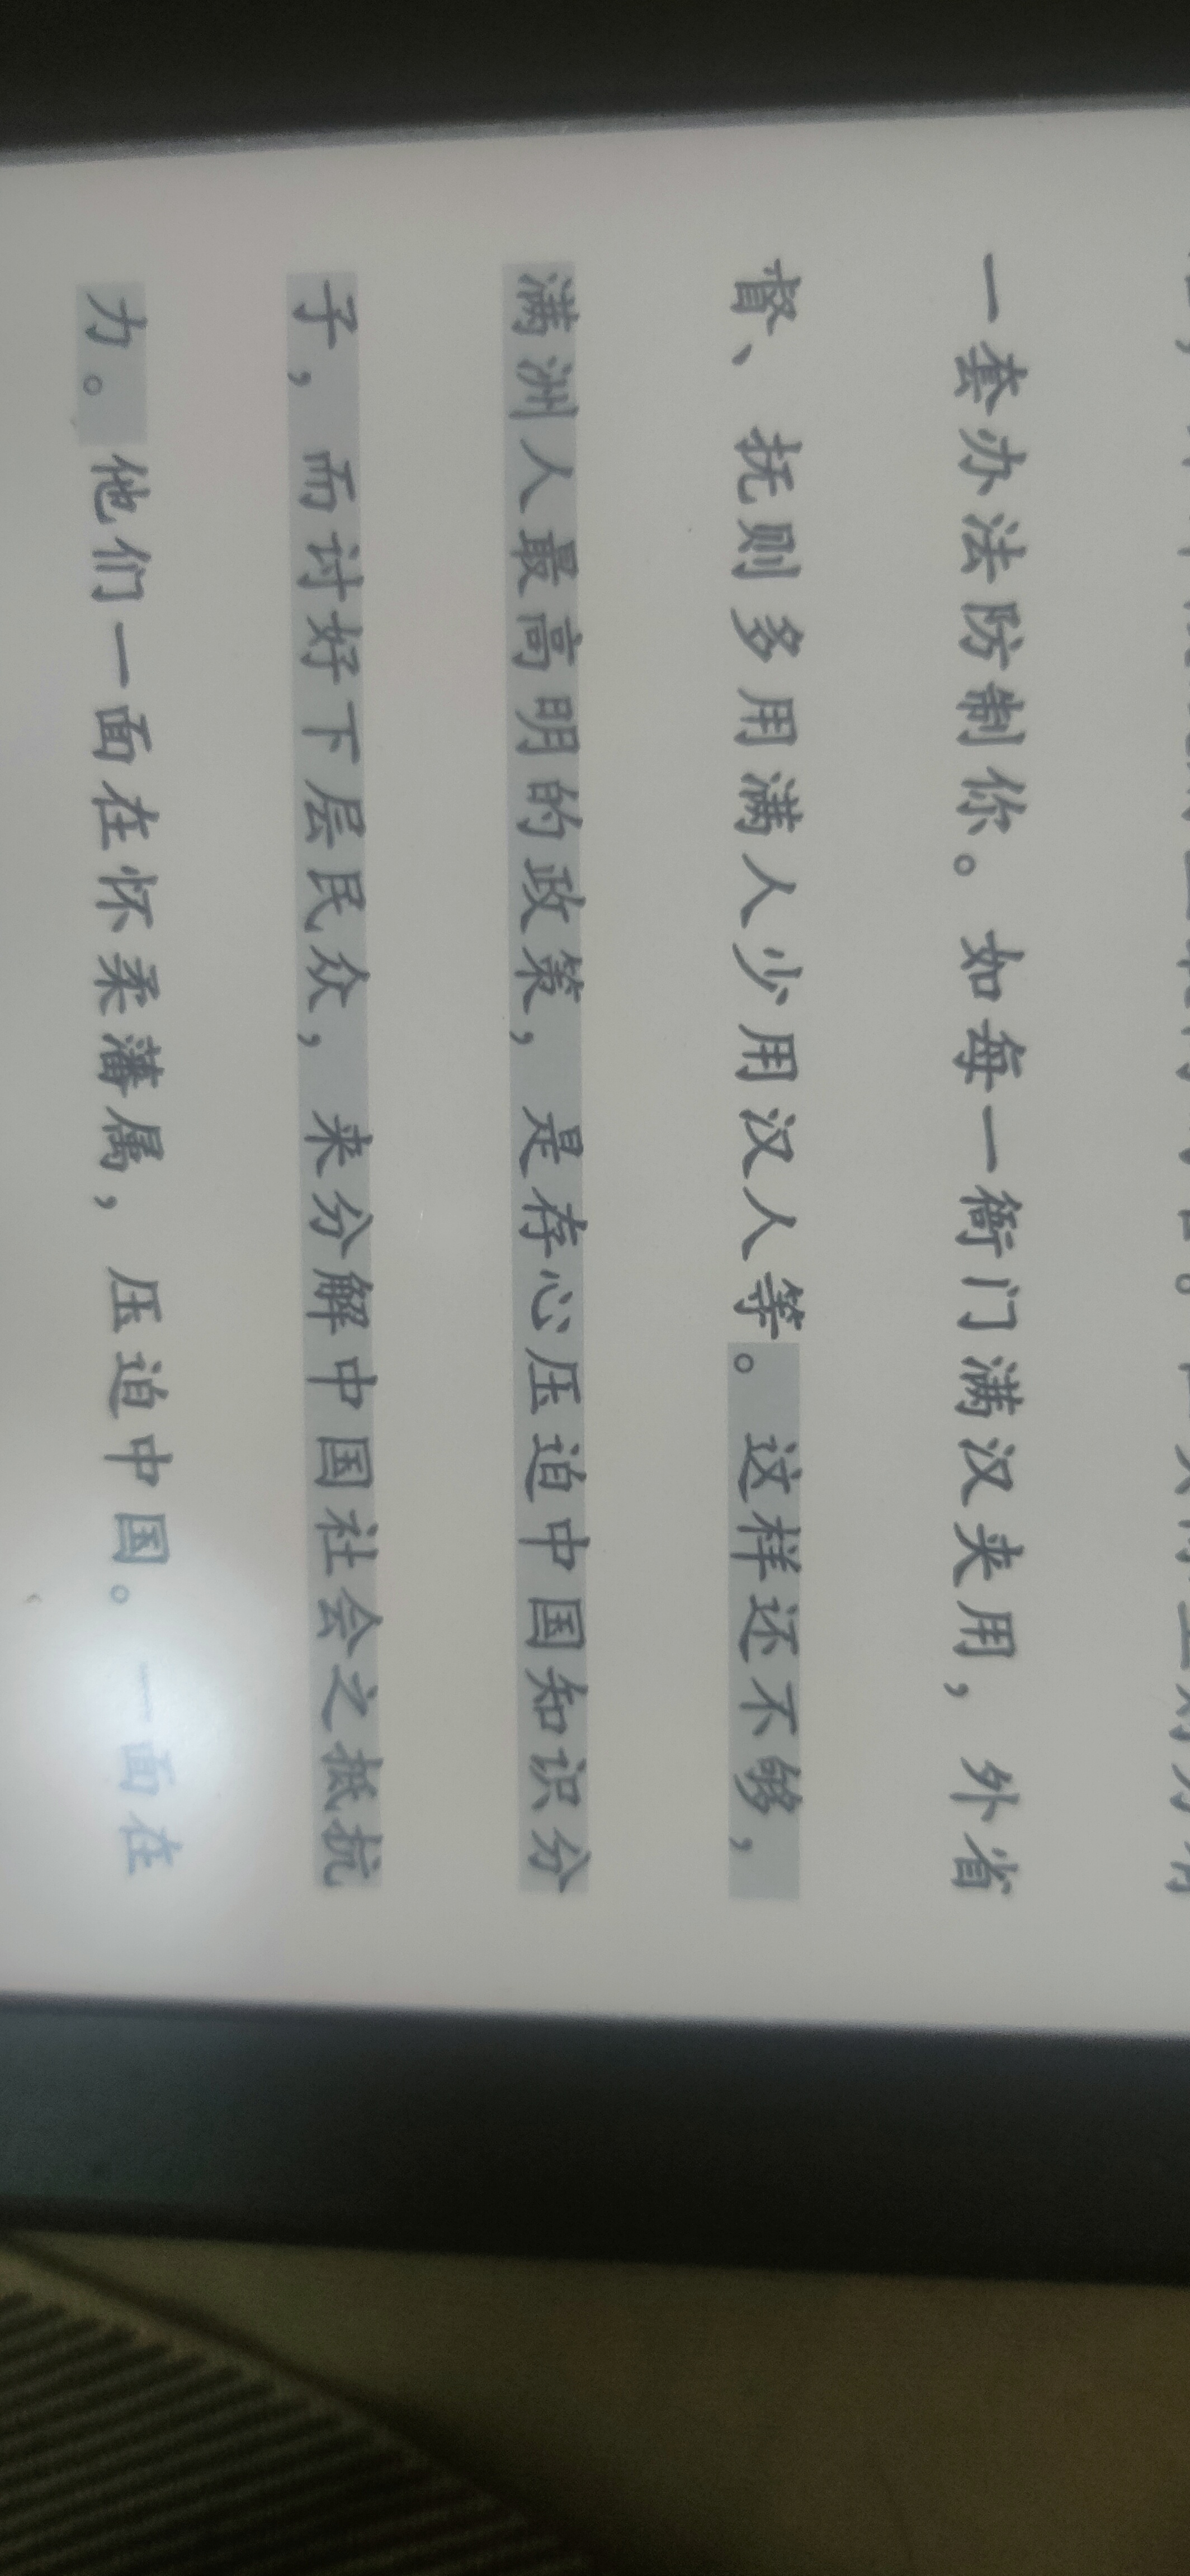 一套办法防制你。如每一衙门满汉夹用，外省
督、抚则多用满人少用汉人等。这样还不够，
满洲人最高明的政策，是存心压迫中国知识分
子，而讨好下层民众，来分解中国社会之抵抗
力。他们一面在怀柔藩属，压迫中国。一面在